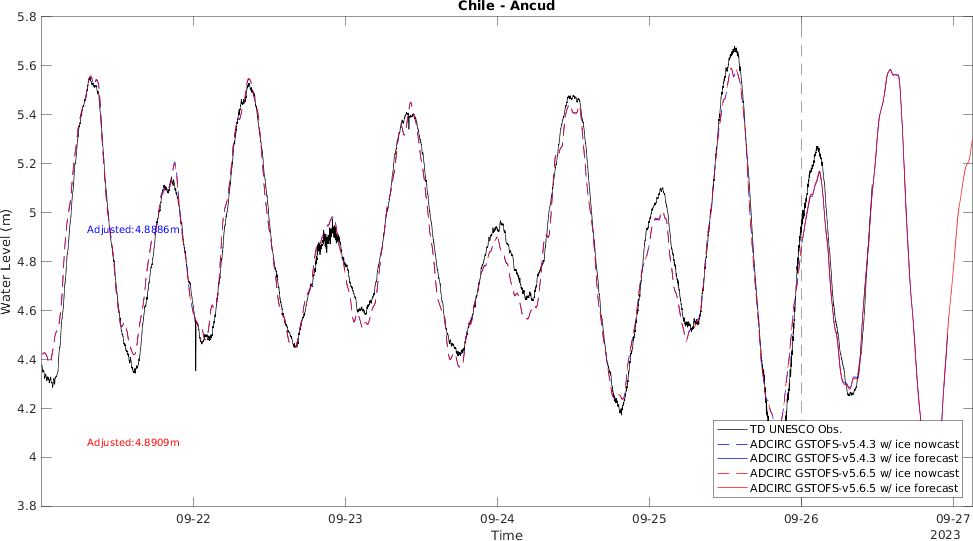 Chile - Ancud
5.8
5.6
5.4
5.2
5
4.8
4.6
4.4
4.2
4
3.8
Water Level (m)
Adjusted:4.8886m
Adjusted:4.8909m
TD UNESCO Obs.
ADCIRC GSTOFS-v5.4.3 w/ ice nowcast
ADCIRC GSTOFS-v5.4.3 w/ ice forecast
ADCIRC GSTOFS-v5.6.5 w/ ice nowcast
ADCIRC GSTOFS-v5.6.5 w/ ice forecast
09-22 09-23 09-24 09-25 09-26 09-27
Time
2023